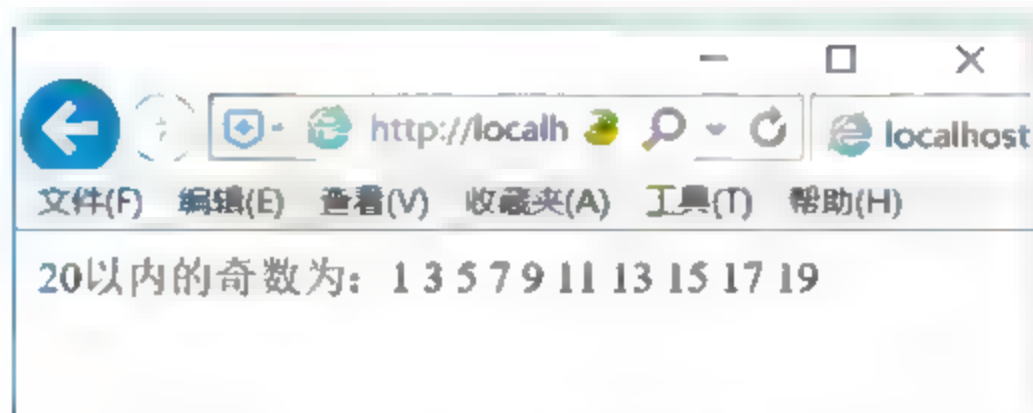 http://localh localhost
文件(F) 编辑(E) 查看(V) 收藏夹(A) 工具(T) 帮助(H)
20以内的奇数为：1 3 5 7 9 11 13 15 17 19